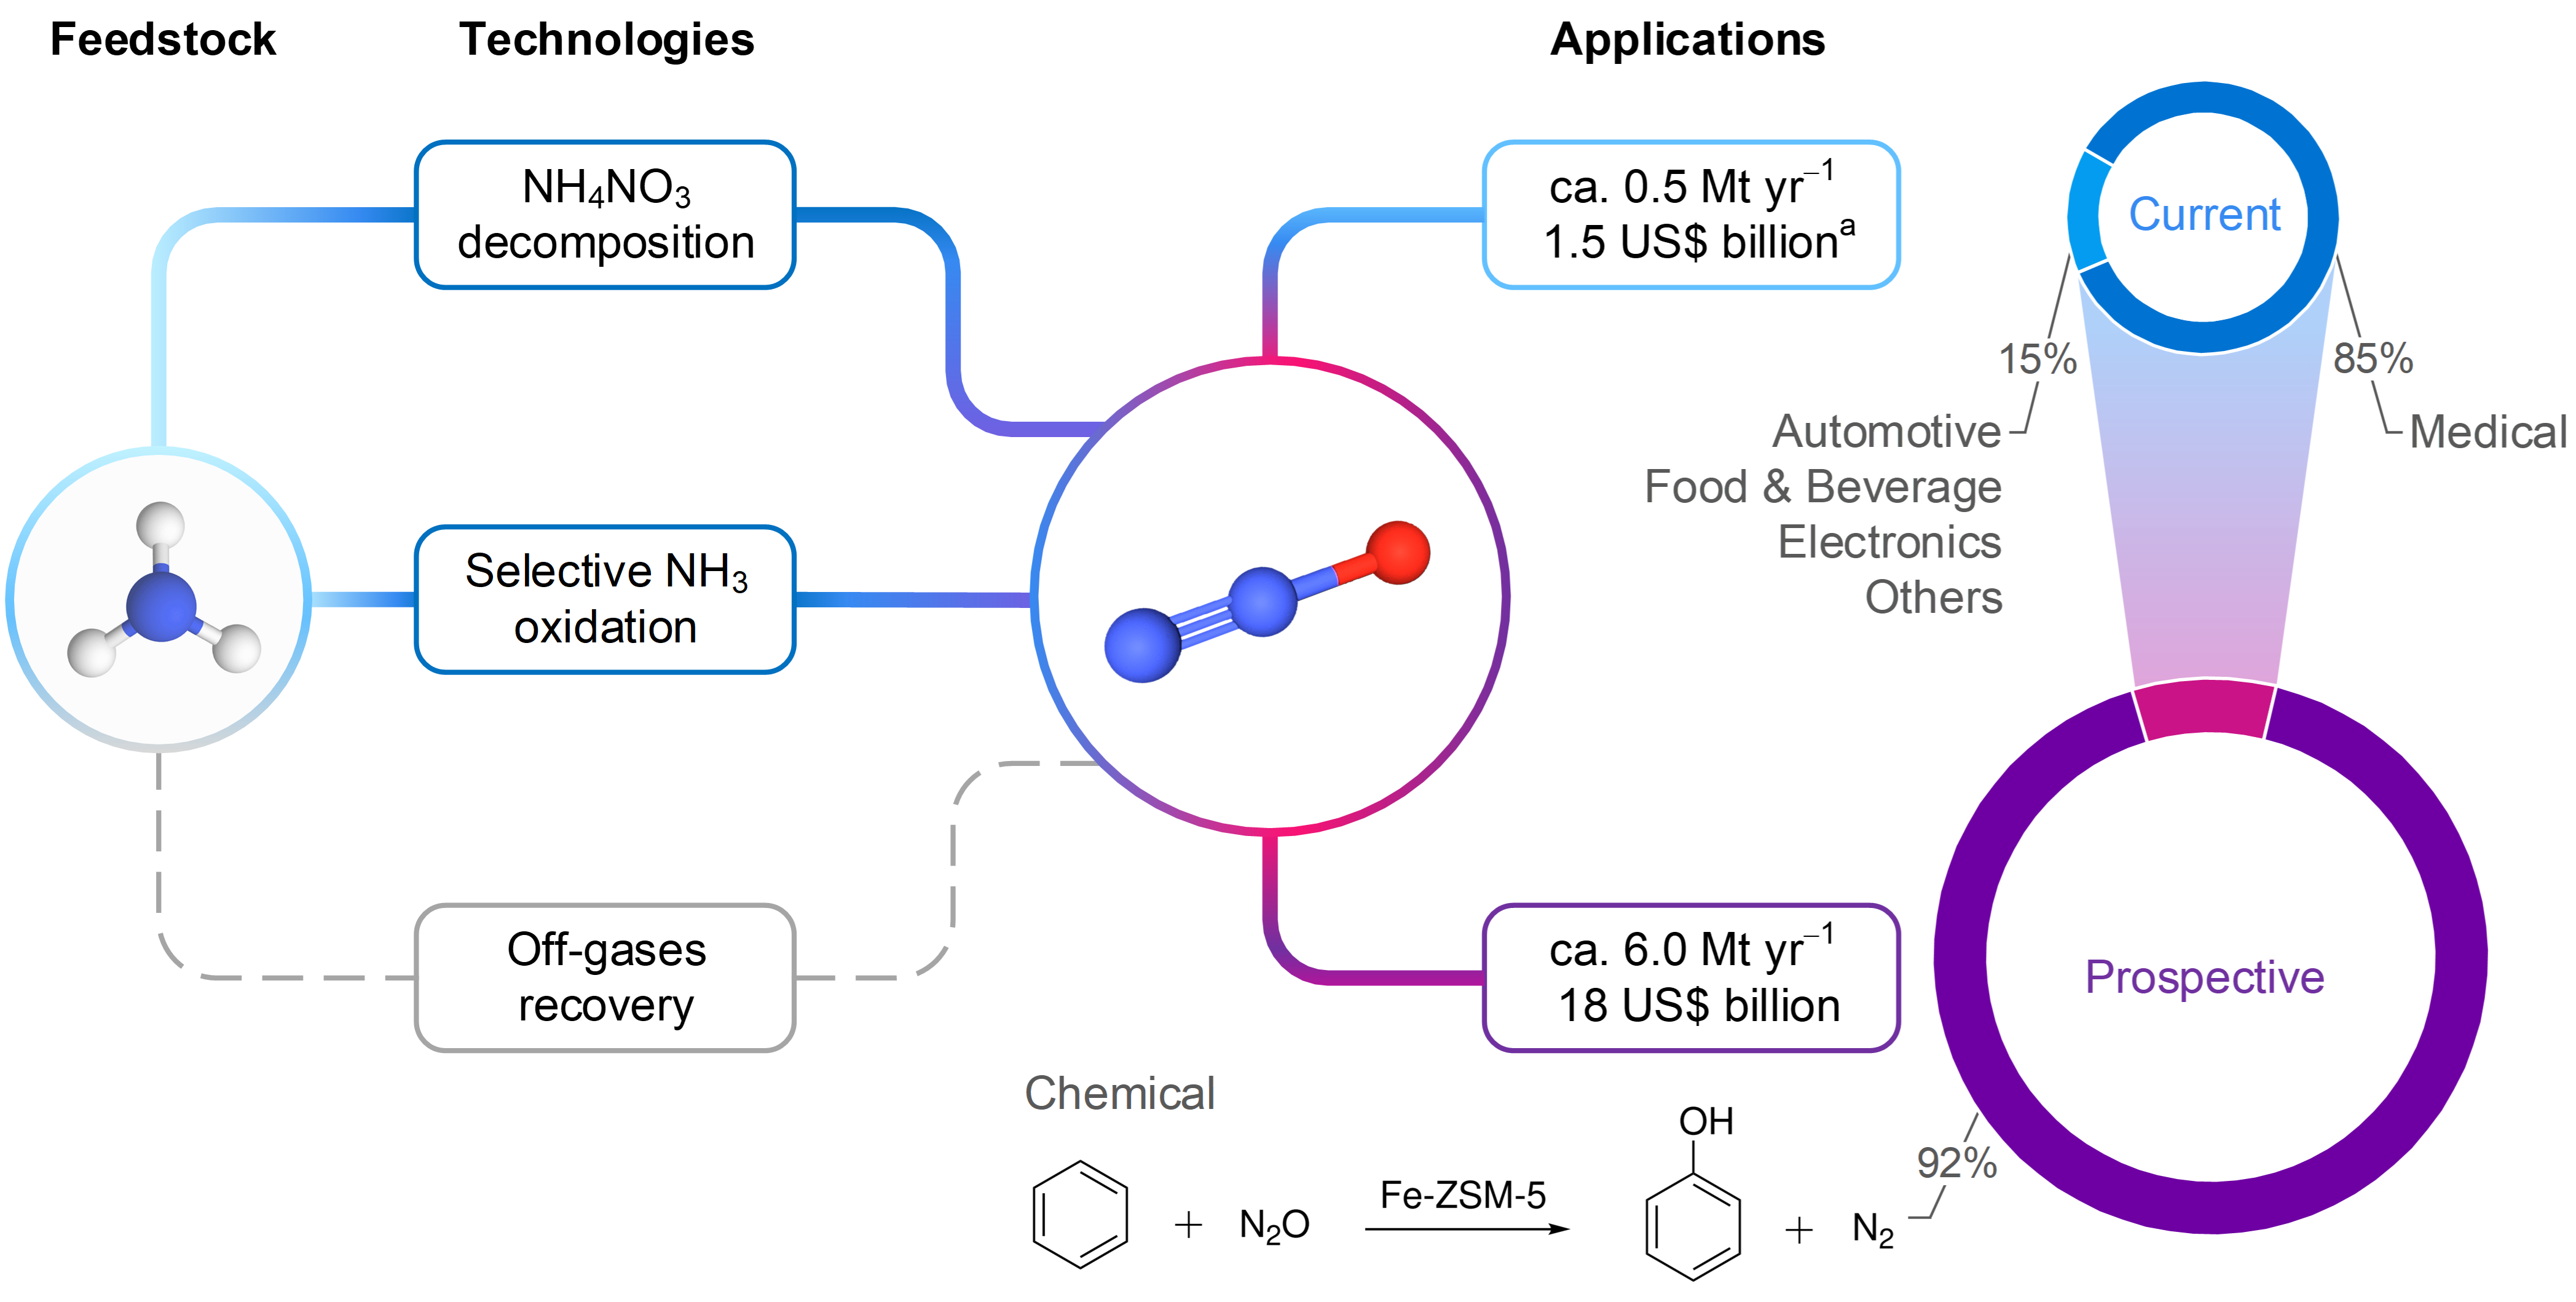 Feedstock
Technologies
Applications
NH₄NO₃
decomposition
Selective NH₃
oxidation
Off-gases
recovery
ca. 0.5 Mt yr⁻¹
1.5 US$ billionᵃ
Current
15%
85%
Automotive
Food & Beverage
Electronics
Others
Medical
ca. 6.0 Mt yr⁻¹
18 US$ billion
Prospective
92%
Chemical
+ N₂O
Fe-ZSM-5
OH
+ N₂